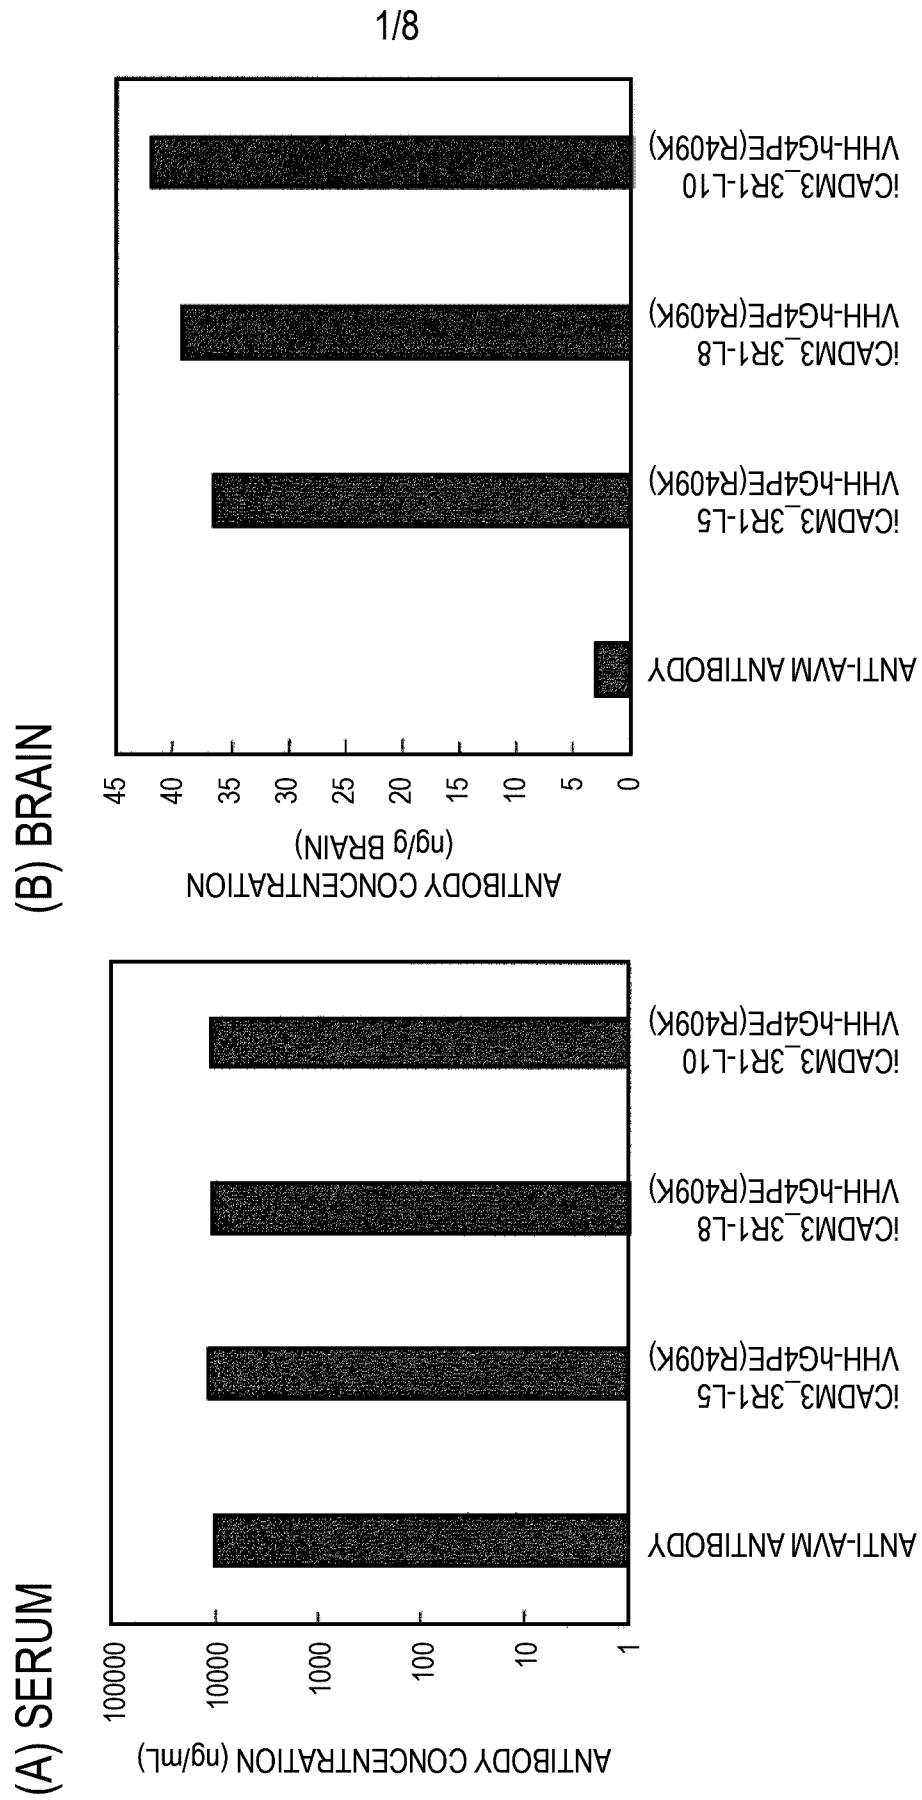 1/8
(A) SERUM
ANTIBODY CONCENTRATION (ng/mL)
100000
10000
1000
100
10
1
ANTI-AVM ANTIBODY
iCADM3_3R1-L5
VHH-hG4PE(R409K)
iCADM3_3R1-L8
VHH-hG4PE(R409K)
iCADM3_3R1-L10
VHH-hG4PE(R409K)
(B) BRAIN
ANTIBODY CONCENTRATION
(ng/g BRAIN)
45
40
35
30
25
20
15
10
5
0
ANTI-AVM ANTIBODY
iCADM3_3R1-L5
VHH-hG4PE(R409K)
iCADM3_3R1-L8
VHH-hG4PE(R409K)
iCADM3_3R1-L10
VHH-hG4PE(R409K)